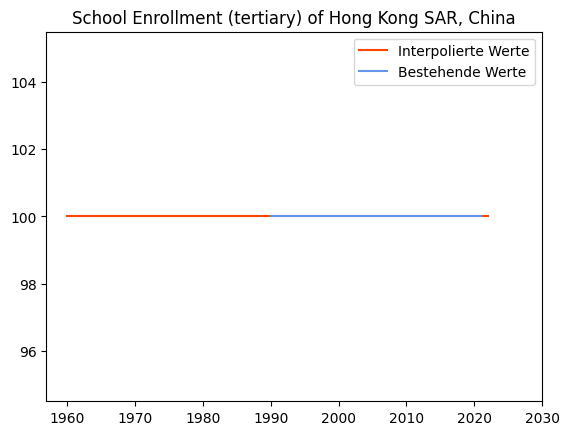 School Enrollment (tertiary) of Hong Kong SAR, China
Interpolierte Werte
Bestehende Werte
104
102
100
98
96
1960 1970 1980 1990 2000 2010 2020 2030